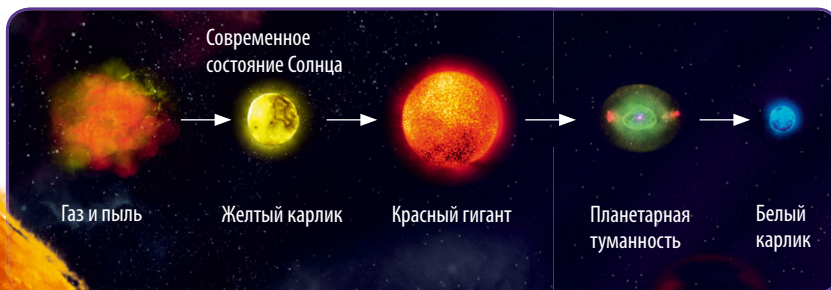 Современное
состояние Солнца
Газ и пыль
Желтый карлик
Красный гигант
Планетарная
туманность
Белый
карлик